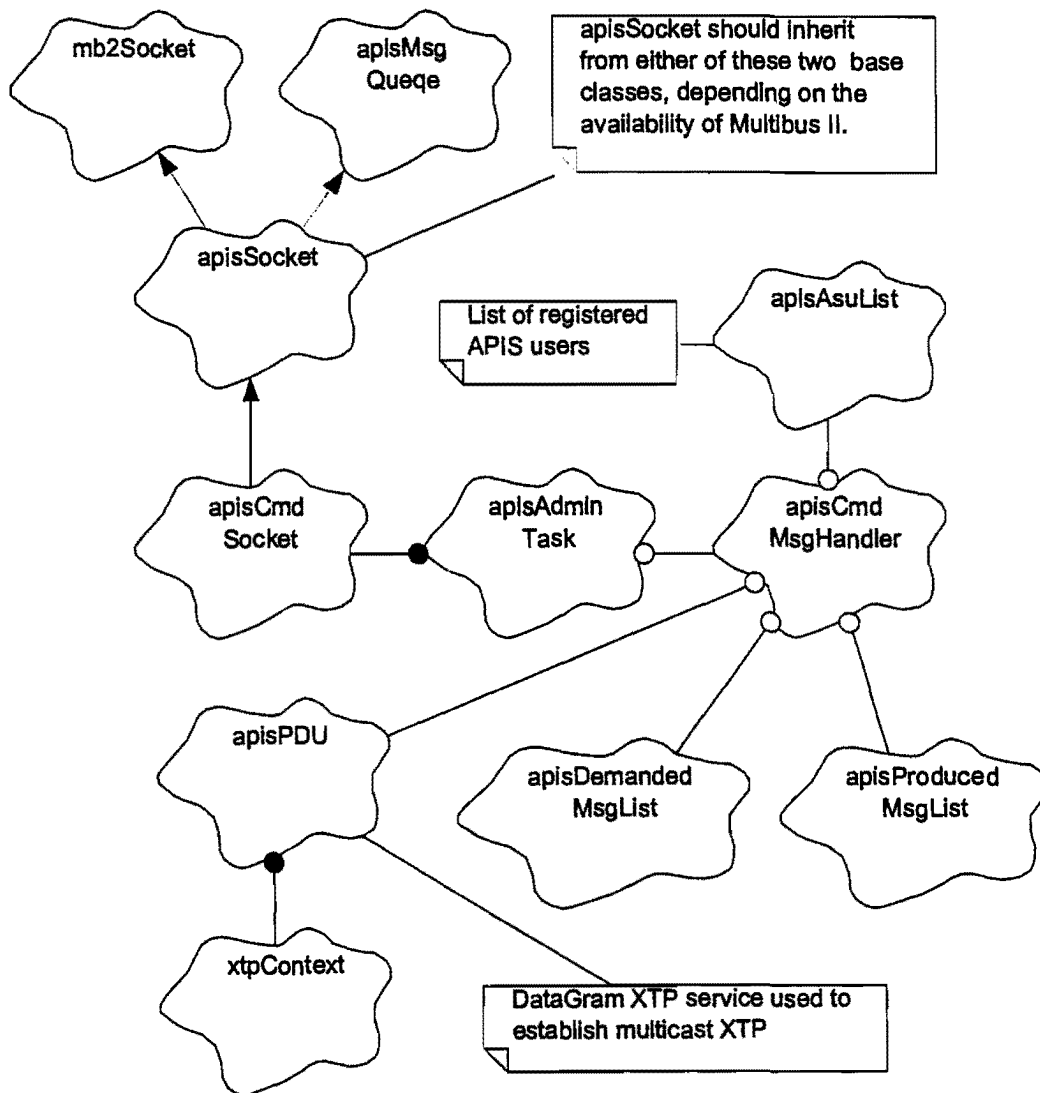 mb2Socket
apisMsg
Queqe
apisSocket should inherit
from either of these two base
classes, depending on the
availability of Multibus II.
apisSocket
List of registered
APIS users
apisAsuList
apisCmd
Socket
apisAdmin
Task
apisCmd
MsgHandler
apisPDU
apisDemanded
MsgList
apisProduced
MsgList
xtpContext
DataGram XTP service used to
establish multicast XTP